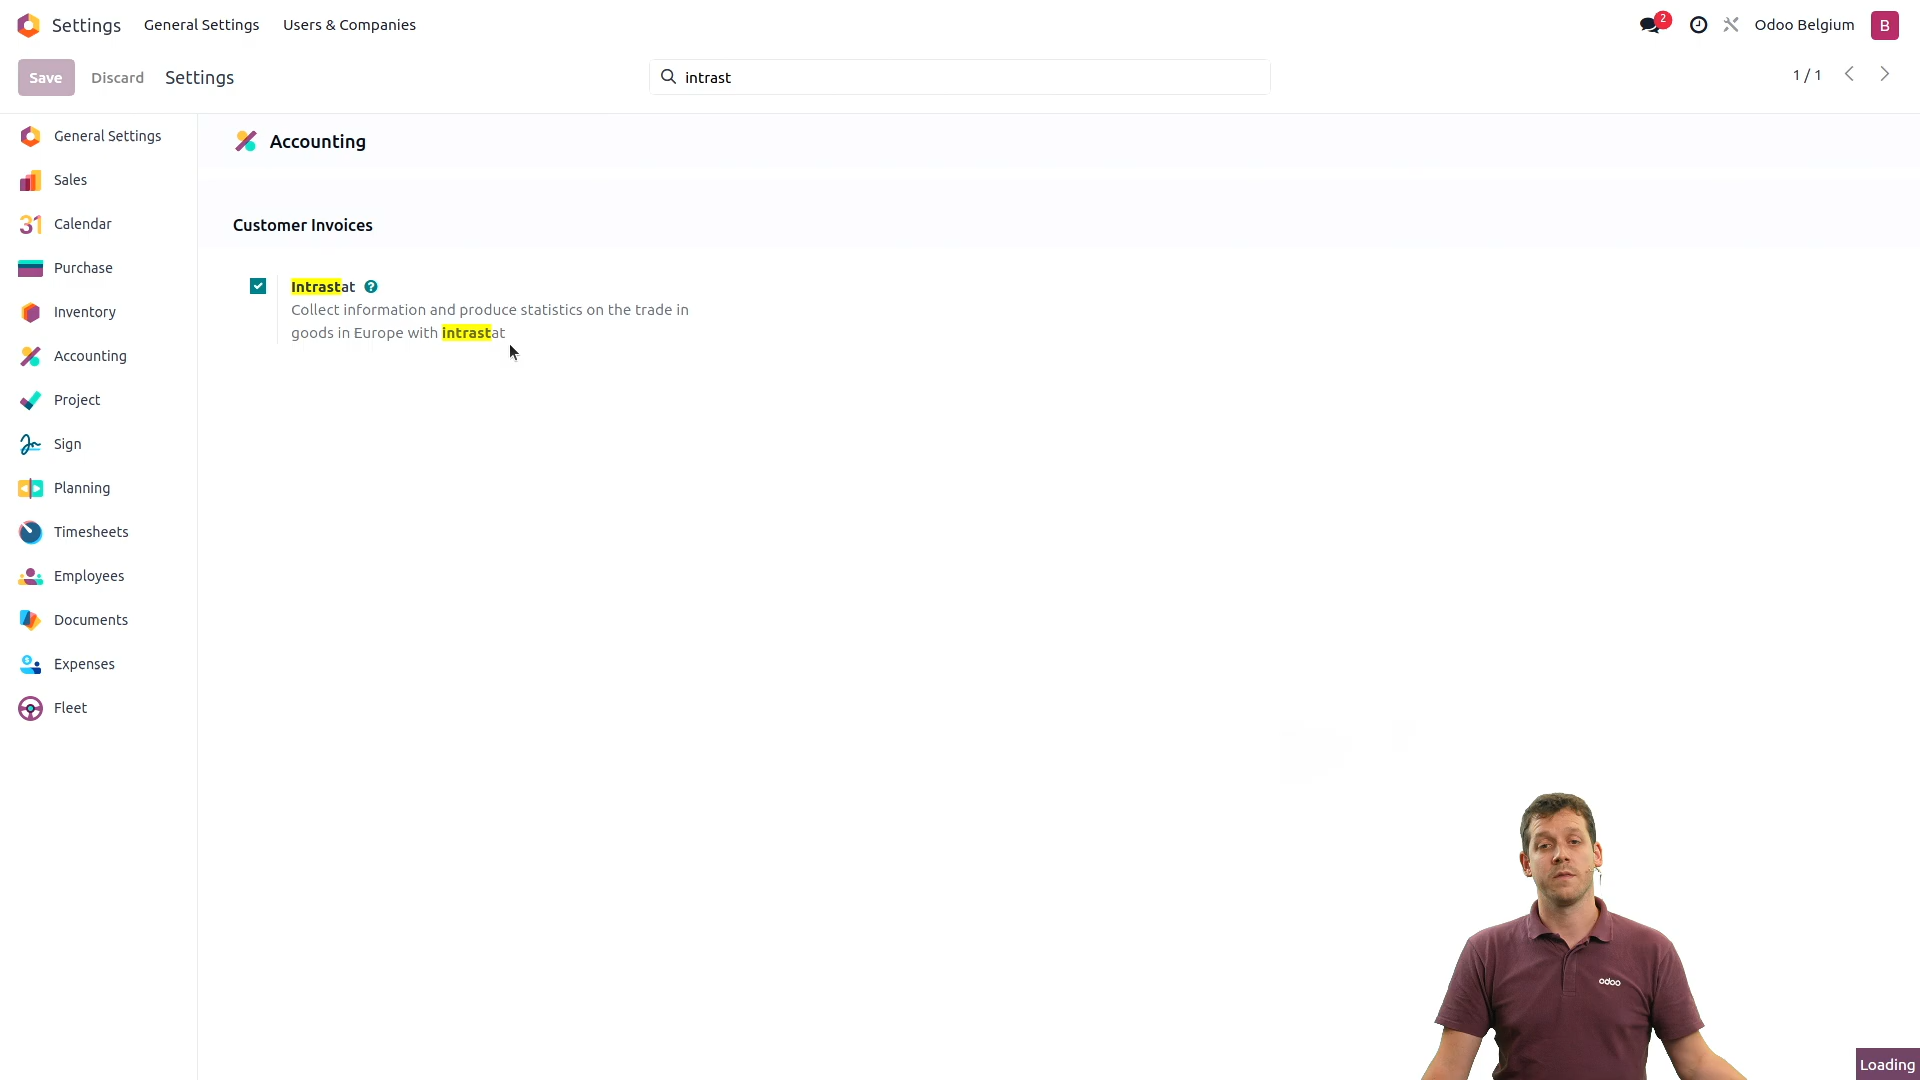 Settings
General Settings
Users & Companies
2
Odoo Belgium
B
Save
Discard
Settings
intrast
1 / 1
General Settings
Sales
31
Calendar
Purchase
Inventory
Accounting
Project
Sign
Planning
Timesheets
Employees
Documents
Expenses
Fleet
Accounting
Customer Invoices
Intrastat ?
Collect information and produce statistics on the trade in
goods in Europe with intrastat
odoo
Loading